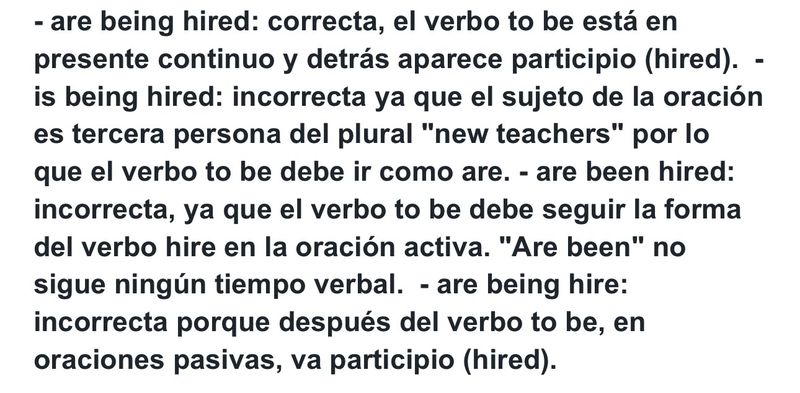 - are being hired: correcta, el verbo to be está en
presente continuo y detrás aparece participio (hired).  -
is being hired: incorrecta ya que el sujeto de la oración
es tercera persona del plural "new teachers" por lo
que el verbo to be debe ir como are. - are been hired:
incorrecta, ya que el verbo to be debe seguir la forma
del verbo hire en la oración activa. "Are been" no
sigue ningún tiempo verbal.  - are being hire:
incorrecta porque después del verbo to be, en
oraciones pasivas, va participio (hired).